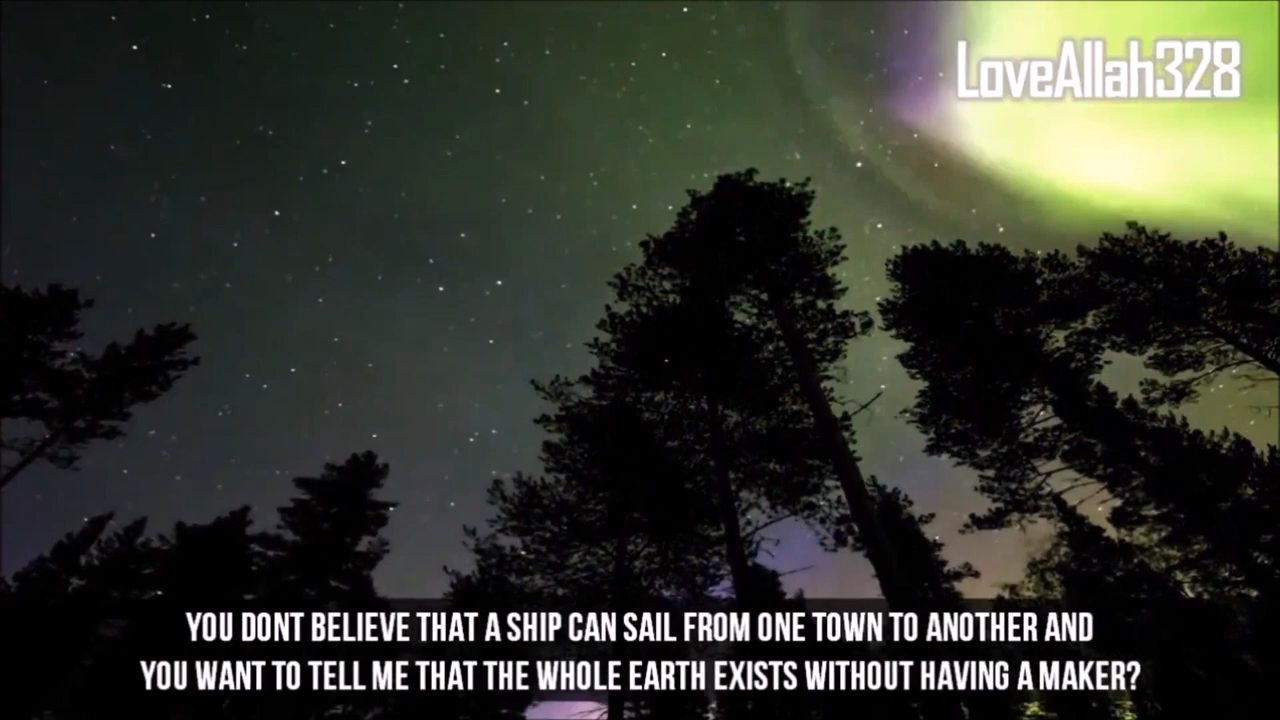 LoveAllah328
YOU DONT BELIEVE THAT A SHIP CAN SAIL FROM ONE TOWN TO ANOTHER AND
YOU WANT TO TELL ME THAT THE WHOLE EARTH EXISTS WITHOUT HAVING A MAKER?